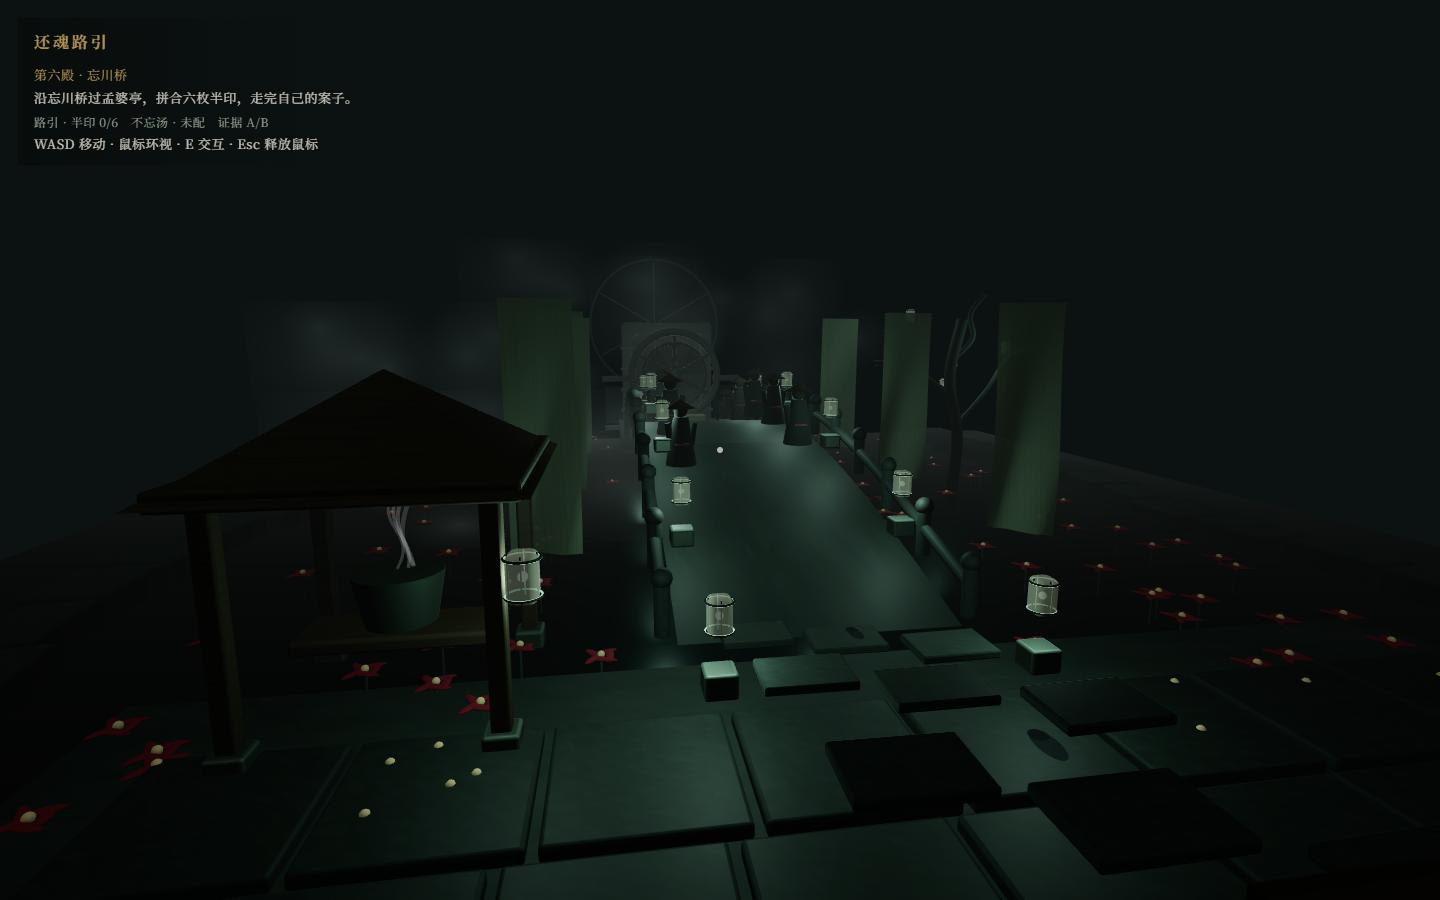 还魂路引
第六殿 · 忘川桥
沿忘川桥过孟婆亭，拼合六枚半印，走完自己的案子。
路引 · 半印 0/6 不忘汤 · 未配 证据 A/B
WASD 移动 · 鼠标环视 · E 交互 · Esc 释放鼠标